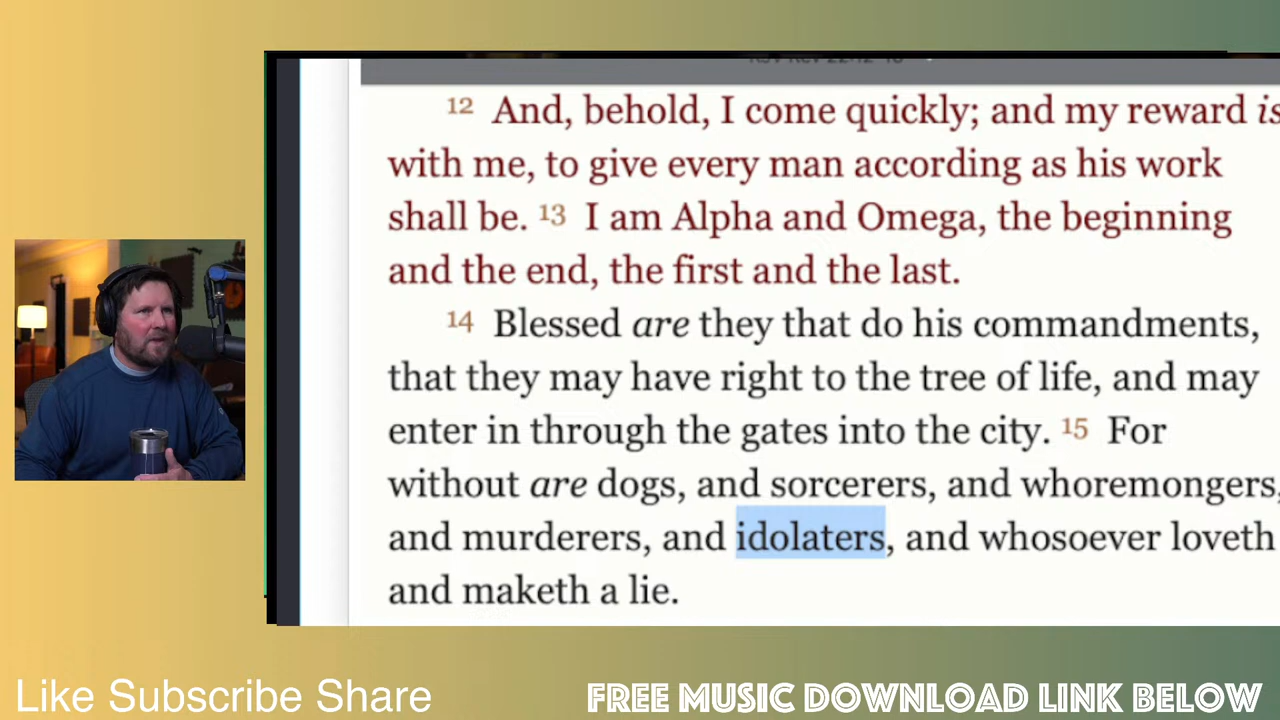 12 And, behold, I come quickly; and my reward is
with me, to give every man according as his work
shall be. 13 I am Alpha and Omega, the beginning
and the end, the first and the last.
14 Blessed are they that do his commandments,
that they may have right to the tree of life, and may
enter in through the gates into the city. 15 For
without are dogs, and sorcerers, and whoremongers,
and murderers, and idolaters, and whosoever loveth
and maketh a lie.
Like Subscribe Share
FREE MUSIC DOWNLOAD LINK BELOW